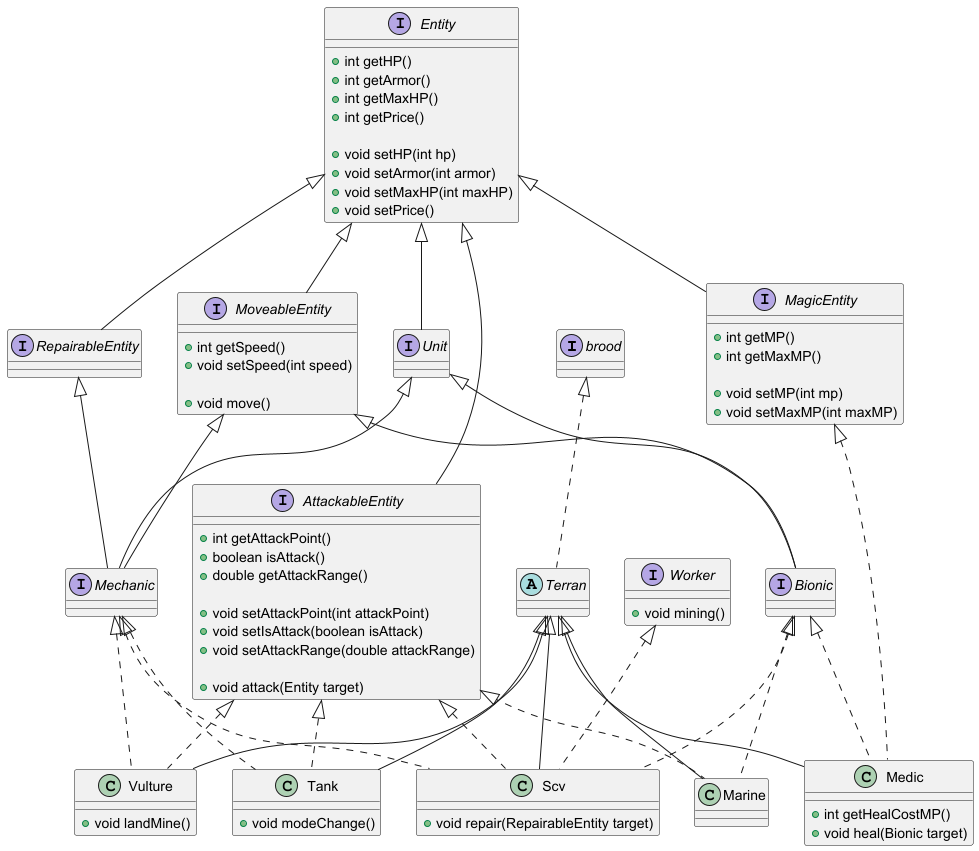 I Entity
int getHP()
int getArmor()
int getMaxHP()
int getPrice()
void setHP(int hp)
void setArmor(int armor)
void setMaxHP(int maxHP)
void setPrice()
I RepairableEntity
I MoveableEntity
int getSpeed()
void setSpeed(int speed)
void move()
I Unit
I brood
I MagicEntity
int getMP()
int getMaxMP()
void setMP(int mp)
void setMaxMP(int maxMP)
I Mechanic
I AttackableEntity
int getAttackPoint()
boolean isAttack()
double getAttackRange()
void setAttackPoint(int attackPoint)
void setIsAttack(boolean isAttack)
void setAttackRange(double attackRange)
void attack(Entity target)
A Terran
I Worker
void mining()
I Bionic
C Vulture
void landMine()
C Tank
void modeChange()
C Scv
void repair(RepairableEntity target)
C Marine
C Medic
int getHealCostMP()
void heal(Bionic target)